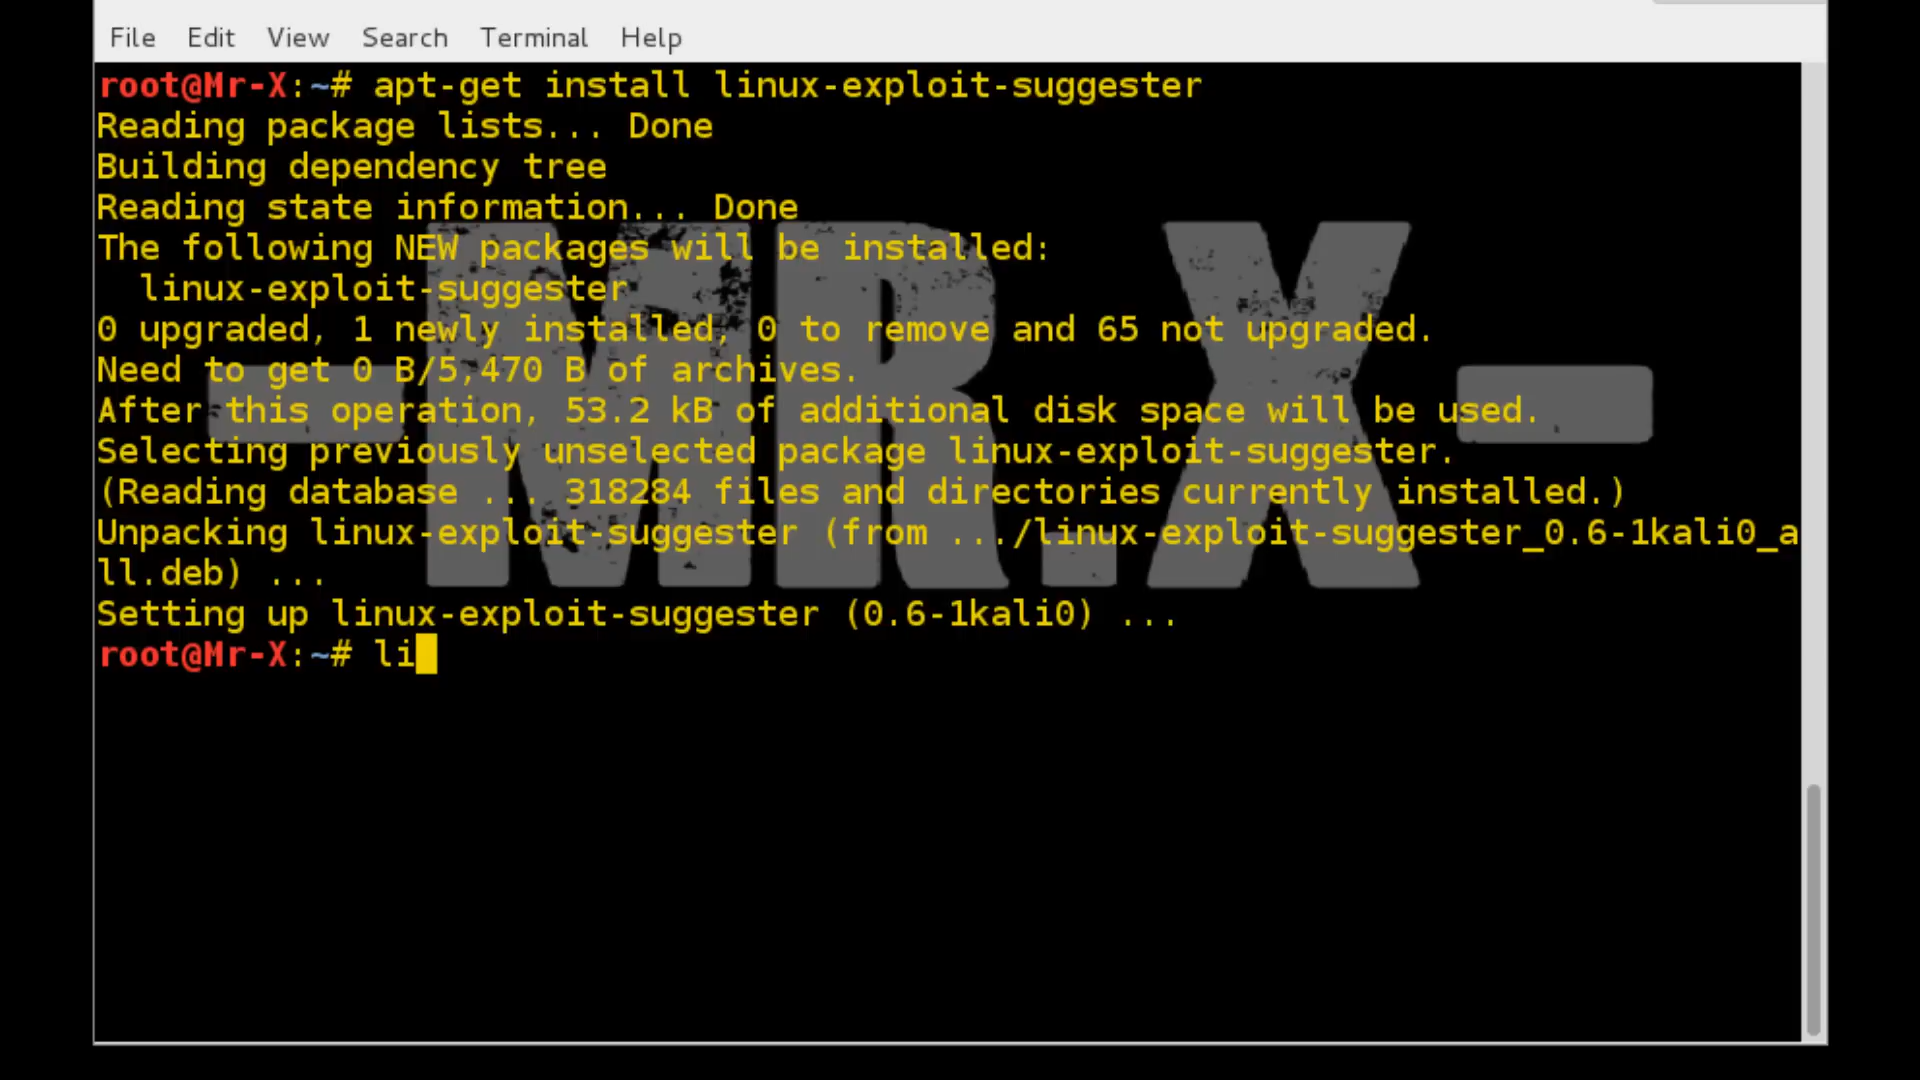 File Edit View Search Terminal Help
root@Mr-X:~# apt-get install linux-exploit-suggester
Reading package lists... Done
Building dependency tree
Reading state information... Done
The following NEW packages will be installed:
  linux-exploit-suggester
0 upgraded, 1 newly installed, 0 to remove and 65 not upgraded.
Need to get 0 B/5,470 B of archives.
After this operation, 53.2 kB of additional disk space will be used.
Selecting previously unselected package linux-exploit-suggester.
(Reading database ... 318284 files and directories currently installed.)
Unpacking linux-exploit-suggester (from .../linux-exploit-suggester_0.6-1kali0_a
ll.deb) ...
Setting up linux-exploit-suggester (0.6-1kali0) ...
root@Mr-X:~# li
-MR.X-